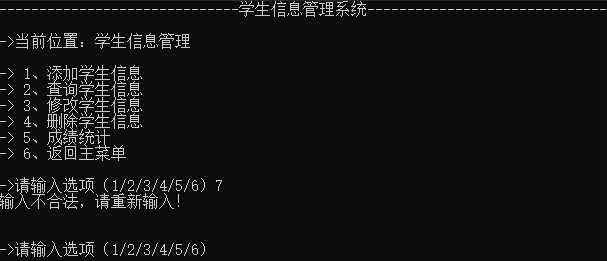 ------------------------------学生信息管理系统------------------------------
->当前位置：学生信息管理
-> 1、添加学生信息
-> 2、查询学生信息
-> 3、修改学生信息
-> 4、删除学生信息
-> 5、成绩统计
-> 6、返回主菜单
->请输入选项（1/2/3/4/5/6）7
输入不合法，请重新输入！
->请输入选项（1/2/3/4/5/6）